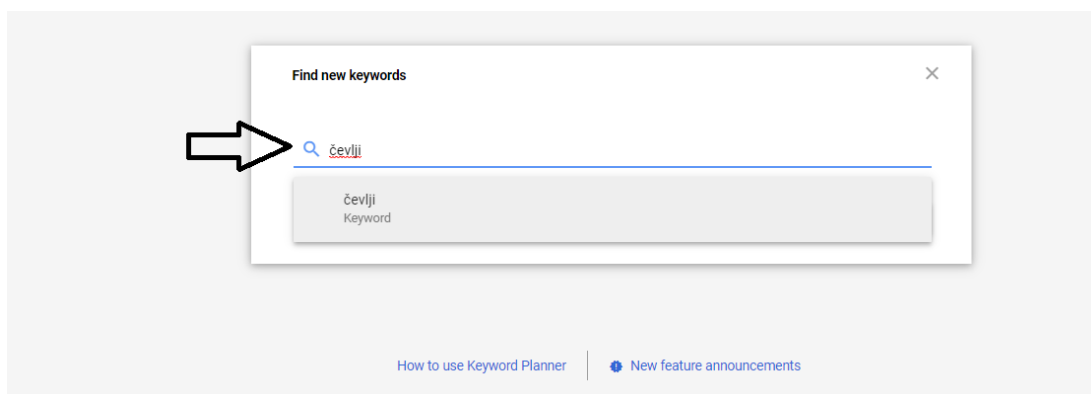 Find new keywords
čevlji
čevlji
Keyword
How to use Keyword Planner
New feature announcements